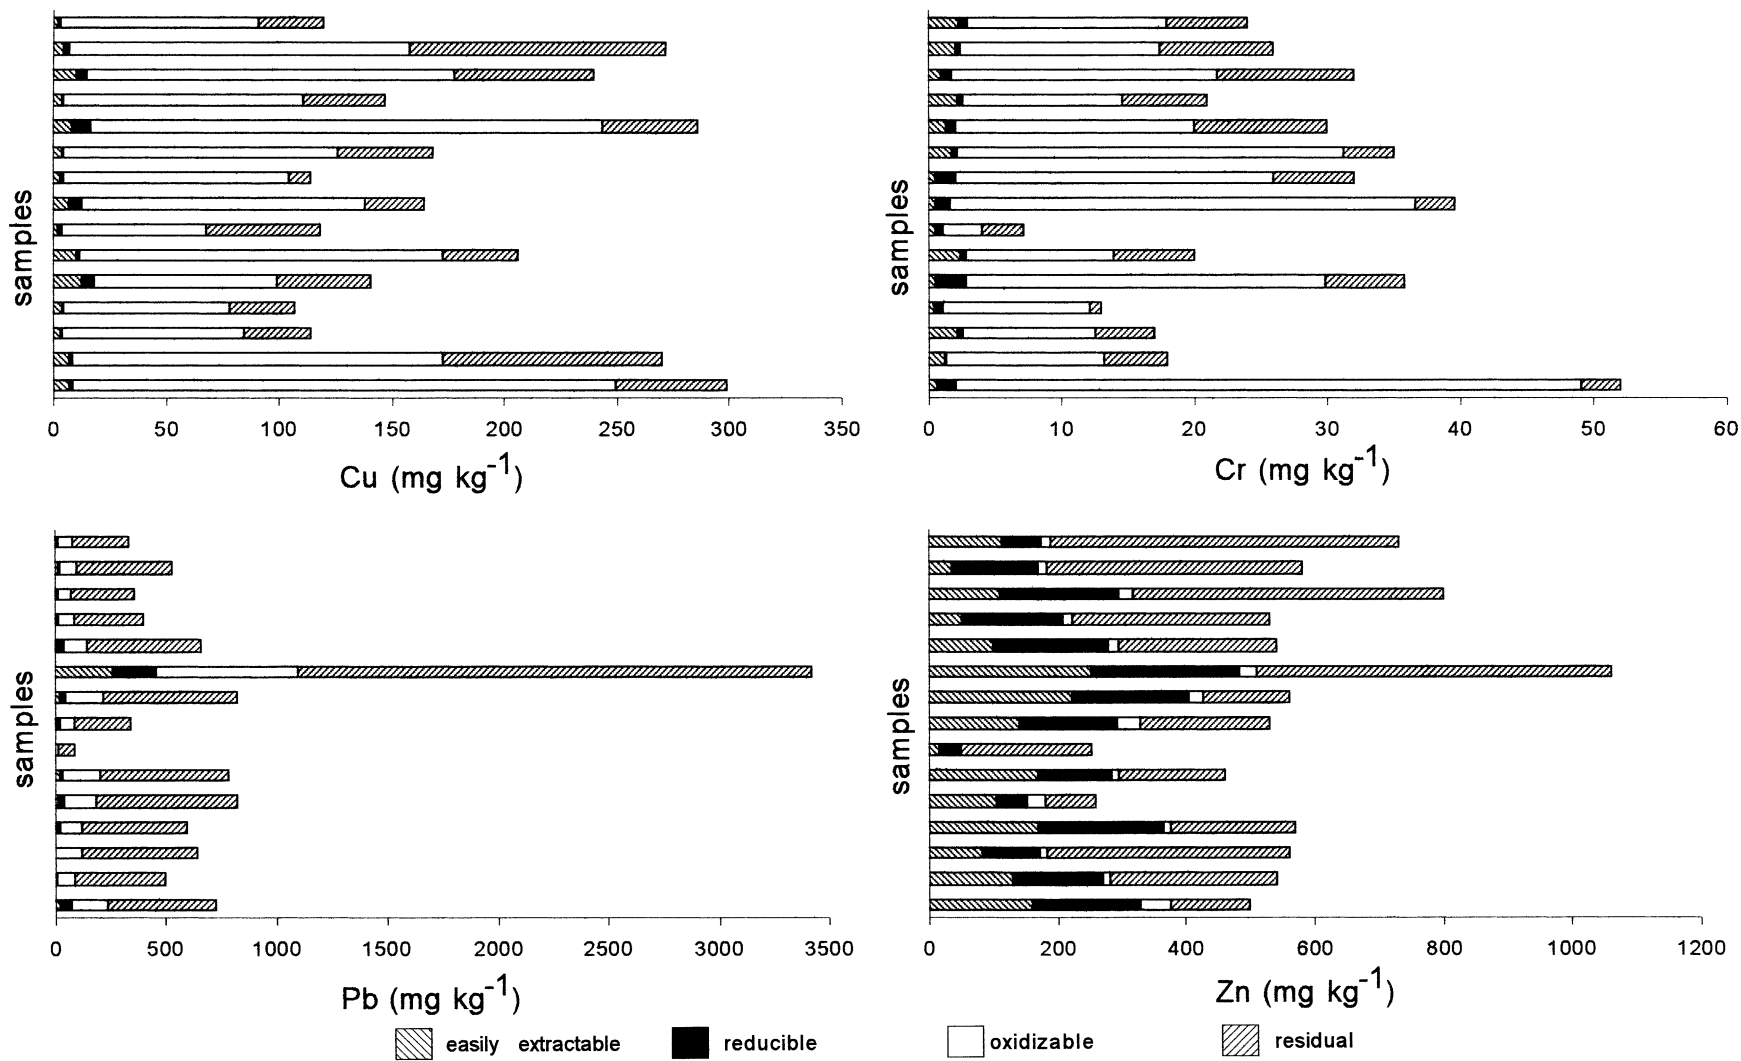 samples
0 50 100 150 200 250 300 350
Cu (mg kg-1)
samples
0 10 20 30 40 50 60
Cr (mg kg-1)
samples
0 500 1000 1500 2000 2500 3000 3500
Pb (mg kg-1)
samples
0 200 400 600 800 1000 1200
Zn (mg kg-1)
easily extractable reducible oxidizable residual